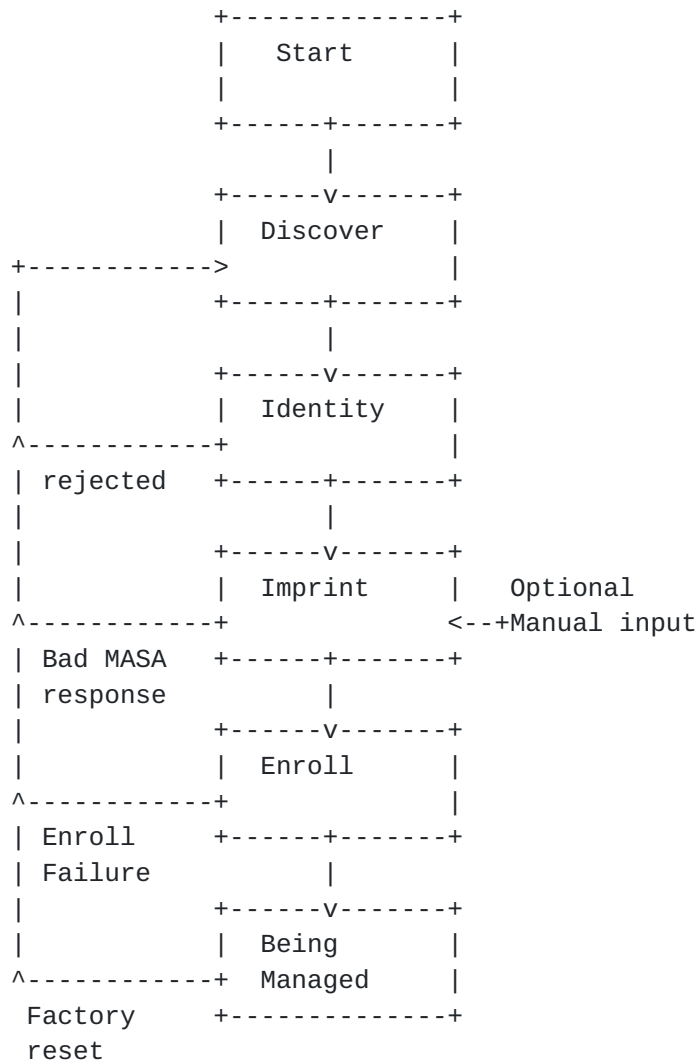 Start
Discover
Identity
rejected
Imprint Optional
Manual input
Bad MASA
response
Enroll
Enroll
Failure
Being
Managed
Factory
reset